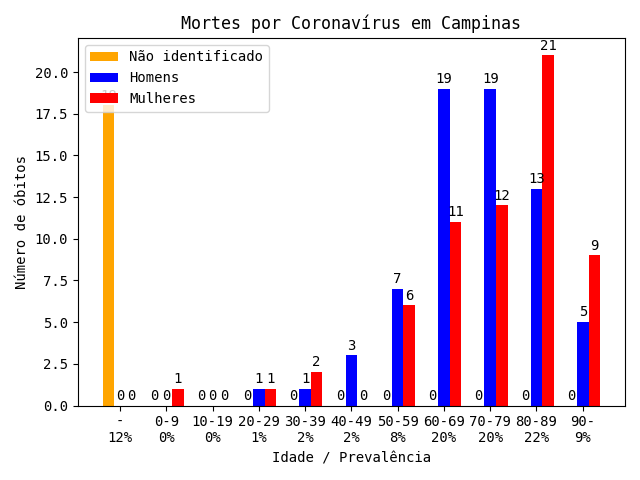 Mortes por Coronavírus em Campinas
Não identificado
Homens
Mulheres
Número de óbitos
20.0
17.5
15.0
12.5
10.0
7.5
5.0
2.5
0.0
0 0
0 0 1
0 0 0
0 1 1
0 1 2
0 3 0
0 7 6
0 19 11
0 19 12
0 13 21
0 5 9
- 0-9 10-19 20-29 30-39 40-49 50-59 60-69 70-79 80-89 90-
12% 0% 0% 1% 2% 2% 8% 20% 20% 22% 9%
Idade / Prevalência